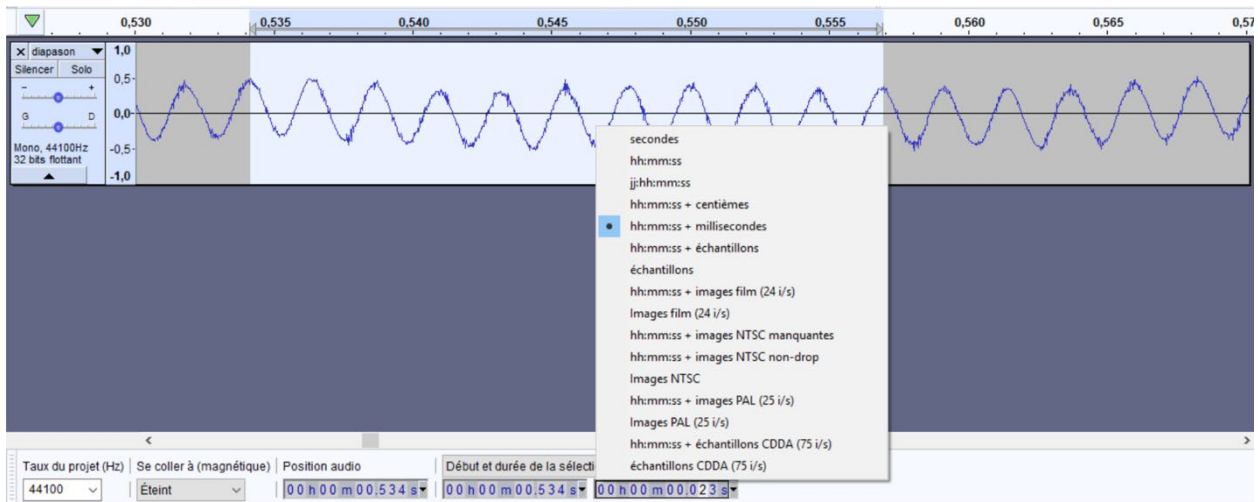 0,530 0,535 0,540 0,545 0,550 0,555 0,560 0,565 0,57
× diapason 1,0
Silencer Solo 0,5
- +
G D 0,0
Mono, 44100Hz -0,5
32 bits flottant
-1,0
secondes
hh:mm:ss
jj:hh:mm:ss
hh:mm:ss + centièmes
hh:mm:ss + millisecondes
hh:mm:ss + échantillons
échantillons
hh:mm:ss + images film (24 i/s)
Images film (24 i/s)
hh:mm:ss + images NTSC manquantes
hh:mm:ss + images NTSC non-drop
Images NTSC
hh:mm:ss + images PAL (25 i/s)
Images PAL (25 i/s)
hh:mm:ss + échantillons CDDA (75 i/s)
échantillons CDDA (75 i/s)
Taux du projet (Hz) Se coller à (magnétique) Position audio Début et durée de la sélecti
44100 Éteint 00 h 00 m 00.534 s 00 h 00 m 00.534 s 00 h 00 m 00.023 s